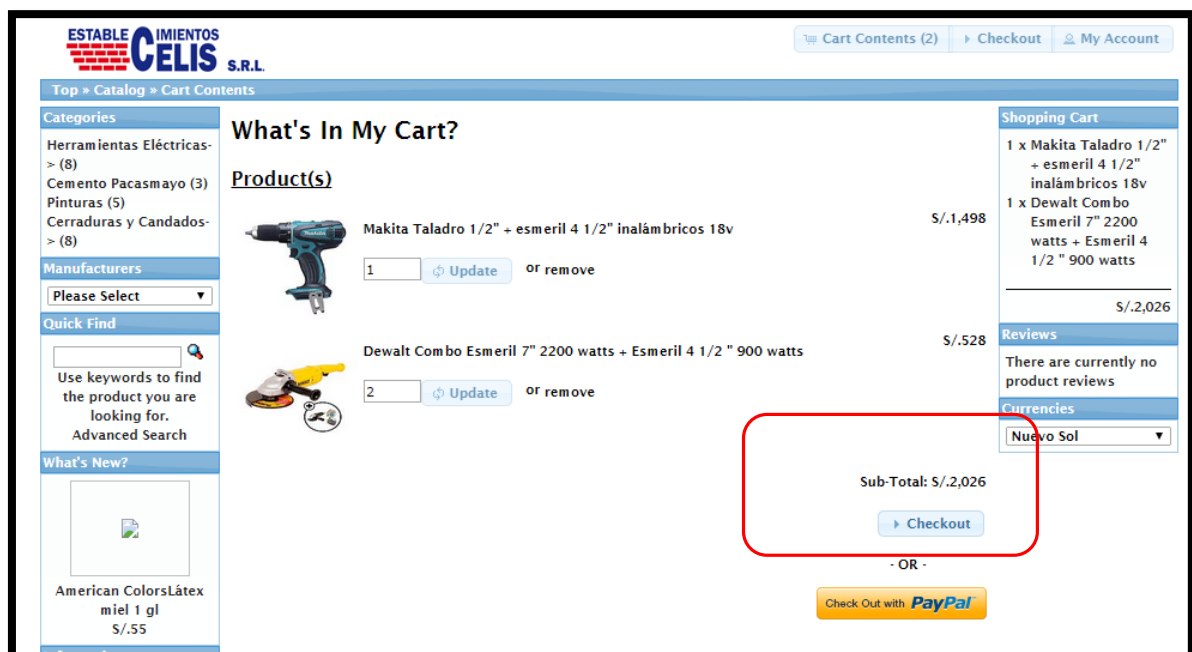 ESTABLECIMIENTOS
CELIS S.R.L.
Cart Contents (2) Checkout My Account
Top » Catalog » Cart Contents
Categories
Herramientas Eléctricas-
> (8)
Cemento Pacasmayo (3)
Pinturas (5)
Cerraduras y Candados-
> (8)
Manufacturers
Please Select
Quick Find
Use keywords to find
the product you are
looking for.
Advanced Search
What's New?
American ColorsLátex
miel 1 gl
S/.55
What's In My Cart?
Product(s)
Makita Taladro 1/2" + esmeril 4 1/2" inalámbricos 18v
S/.1,498
1 Update or remove
Dewalt Combo Esmeril 7" 2200 watts + Esmeril 4 1/2 " 900 watts
S/.528
2 Update or remove
Sub-Total: S/.2,026
Checkout
- OR -
Check Out with PayPal
Shopping Cart
1 x Makita Taladro 1/2"
+ esmeril 4 1/2"
inalámbricos 18v
1 x Dewalt Combo
Esmeril 7" 2200
watts + Esmeril 4
1/2 " 900 watts
S/.2,026
Reviews
There are currently no
product reviews
Currencies
Nuevo Sol